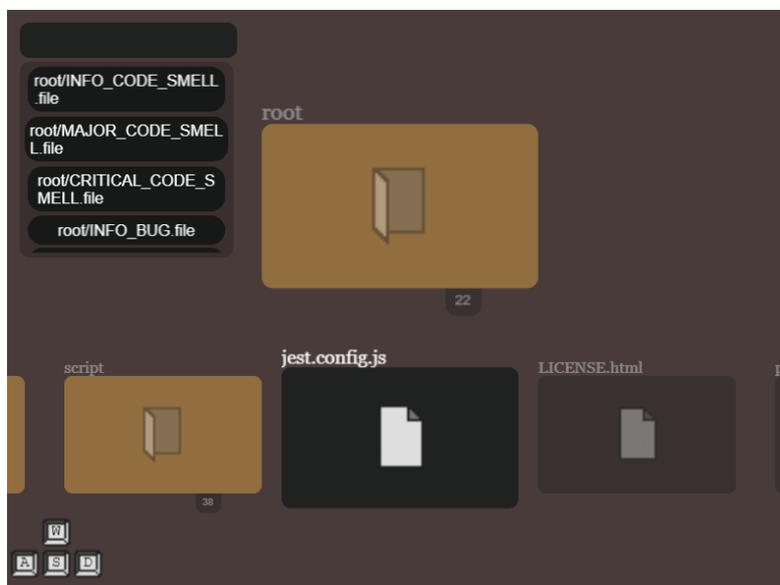 root/INFO_CODE_SMELL
.file
root/MAJOR_CODE_SMEL
L.file
root/CRITICAL_CODE_S
MELL.file
root/INFO_BUG.file
root
22
script
jest.config.js
LICENSE.html
38
W
A S D